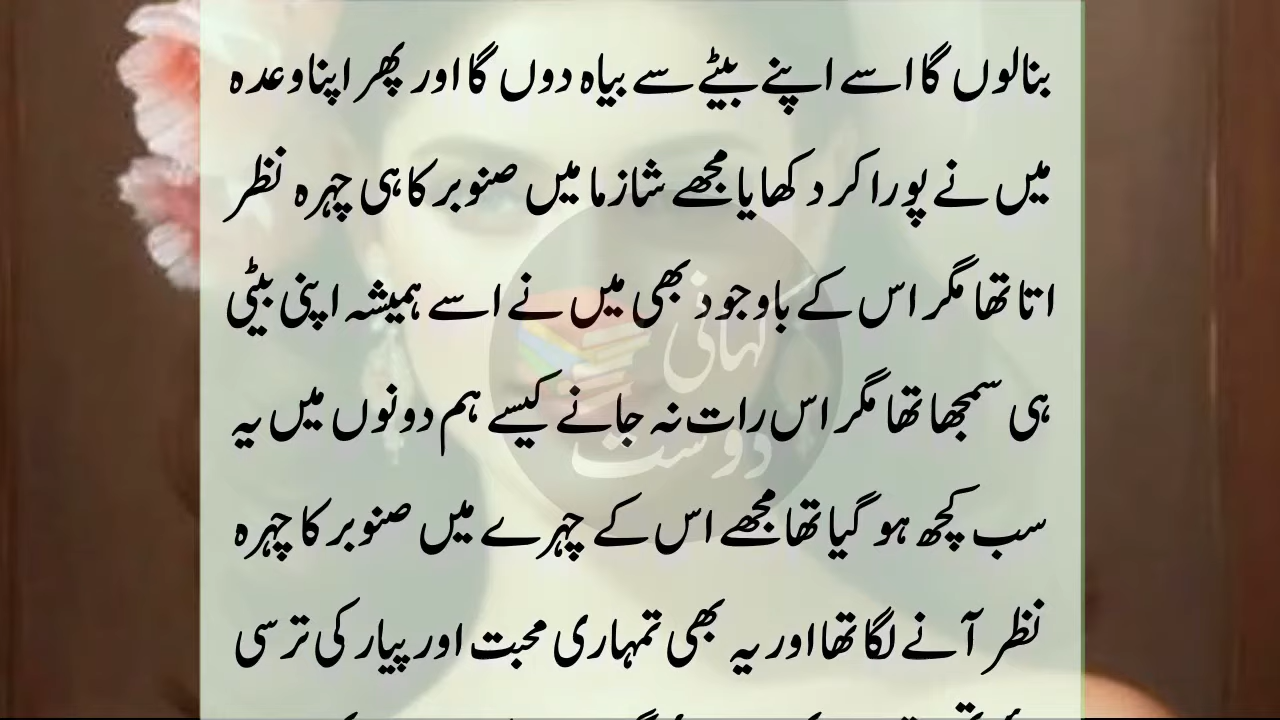 بنالوں گا اسے اپنے بیٹے سے بیاہ دوں گا اور پھر اپنا وعدہ
میں نے پورا کر دکھایا مجھے شازما میں صنوبر کا ہی چہرہ نظر
اتا تھا مگر اس کے باوجود بھی میں نے اسے ہمیشہ اپنی بیٹی
ہی سمجھا تھا مگر اس رات نہ جانے کیسے ہم دونوں میں یہ
سب کچھ ہو گیا تھا مجھے اس کے چہرے میں صنوبر کا چہرہ
نظر آنے لگا تھا اور یہ بھی تمہاری محبت اور پیار کی ترسی
کہانی
دوست